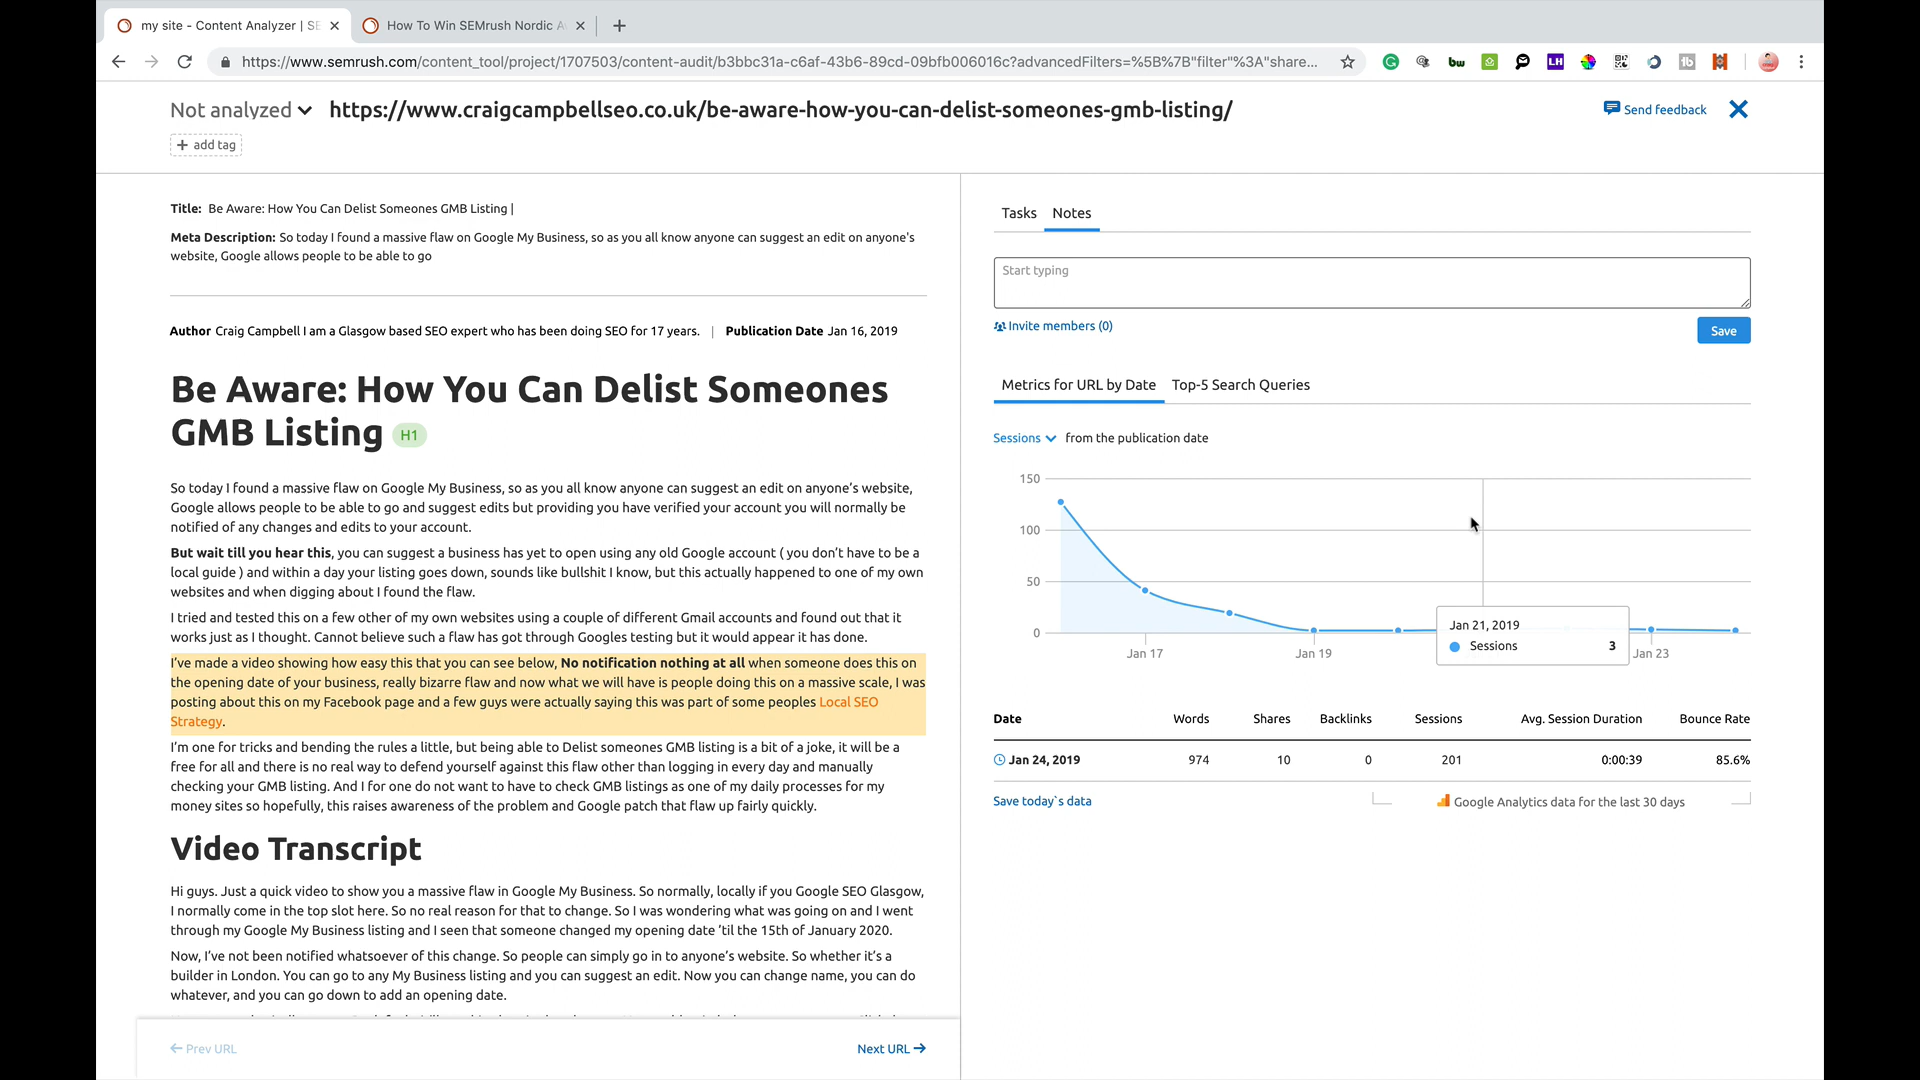 my site - Content Analyzer | SE
How To Win SEMrush Nordic A
https://www.semrush.com/content_tool/project/1707503/content-audit/b3bbc31a-c6af-43b6-89cd-09bfb006016c?advancedFilters=%5B%7B"filter"%3A"share...
bw
LH
Not analyzed
https://www.craigcampbellseo.co.uk/be-aware-how-you-can-delist-someones-gmb-listing/
Send feedback
+ add tag
Title: Be Aware: How You Can Delist Someones GMB Listing |
Meta Description: So today I found a massive flaw on Google My Business, so as you all know anyone can suggest an edit on anyone's
website, Google allows people to be able to go
Author Craig Campbell I am a Glasgow based SEO expert who has been doing SEO for 17 years. | Publication Date Jan 16, 2019
Be Aware: How You Can Delist Someones
GMB Listing H1
So today I found a massive flaw on Google My Business, so as you all know anyone can suggest an edit on anyone's website,
Google allows people to be able to go and suggest edits but providing you have verified your account you will normally be
notified of any changes and edits to your account.
But wait till you hear this, you can suggest a business has yet to open using any old Google account ( you don't have to be a
local guide ) and within a day your listing goes down, sounds like bullshit I know, but this actually happened to one of my own
websites and when digging about I found the flaw.
I tried and tested this on a few other of my own websites using a couple of different Gmail accounts and found out that it
works just as I thought. Cannot believe such a flaw has got through Googles testing but it would appear it has done.
I've made a video showing how easy this that you can see below, No notification nothing at all when someone does this on
the opening date of your business, really bizarre flaw and now what we will have is people doing this on a massive scale, I was
posting about this on my Facebook page and a few guys were actually saying this was part of some peoples Local SEO
Strategy.
I'm one for tricks and bending the rules a little, but being able to Delist someones GMB listing is a bit of a joke, it will be a
free for all and there is no real way to defend yourself against this flaw other than logging in every day and manually
checking your GMB listing. And I for one do not want to have to check GMB listings as one of my daily processes for my
money sites so hopefully, this raises awareness of the problem and Google patch that flaw up fairly quickly.
Video Transcript
Hi guys. Just a quick video to show you a massive flaw in Google My Business. So normally, locally if you Google SEO Glasgow,
I normally come in the top slot here. So no real reason for that to change. So I was wondering what was going on and I went
through my Google My Business listing and I seen that someone changed my opening date 'til the 15th of January 2020.
Now, I've not been notified whatsoever of this change. So people can simply go in to anyone's website. So whether it's a
builder in London. You can go to any My Business listing and you can suggest an edit. Now you can change name, you can do
whatever, and you can go down to add an opening date.
Prev URL
Next URL
Tasks Notes
Start typing
Invite members (0)
Save
Metrics for URL by Date Top-5 Search Queries
Sessions from the publication date
150
100
50
0
Jan 17
Jan 19
Jan 23
Jan 21, 2019
Sessions 3
Date Words Shares Backlinks Sessions Avg. Session Duration Bounce Rate
Jan 24, 2019 974 10 0 201 0:00:39 85.6%
Save today`s data
Google Analytics data for the last 30 days